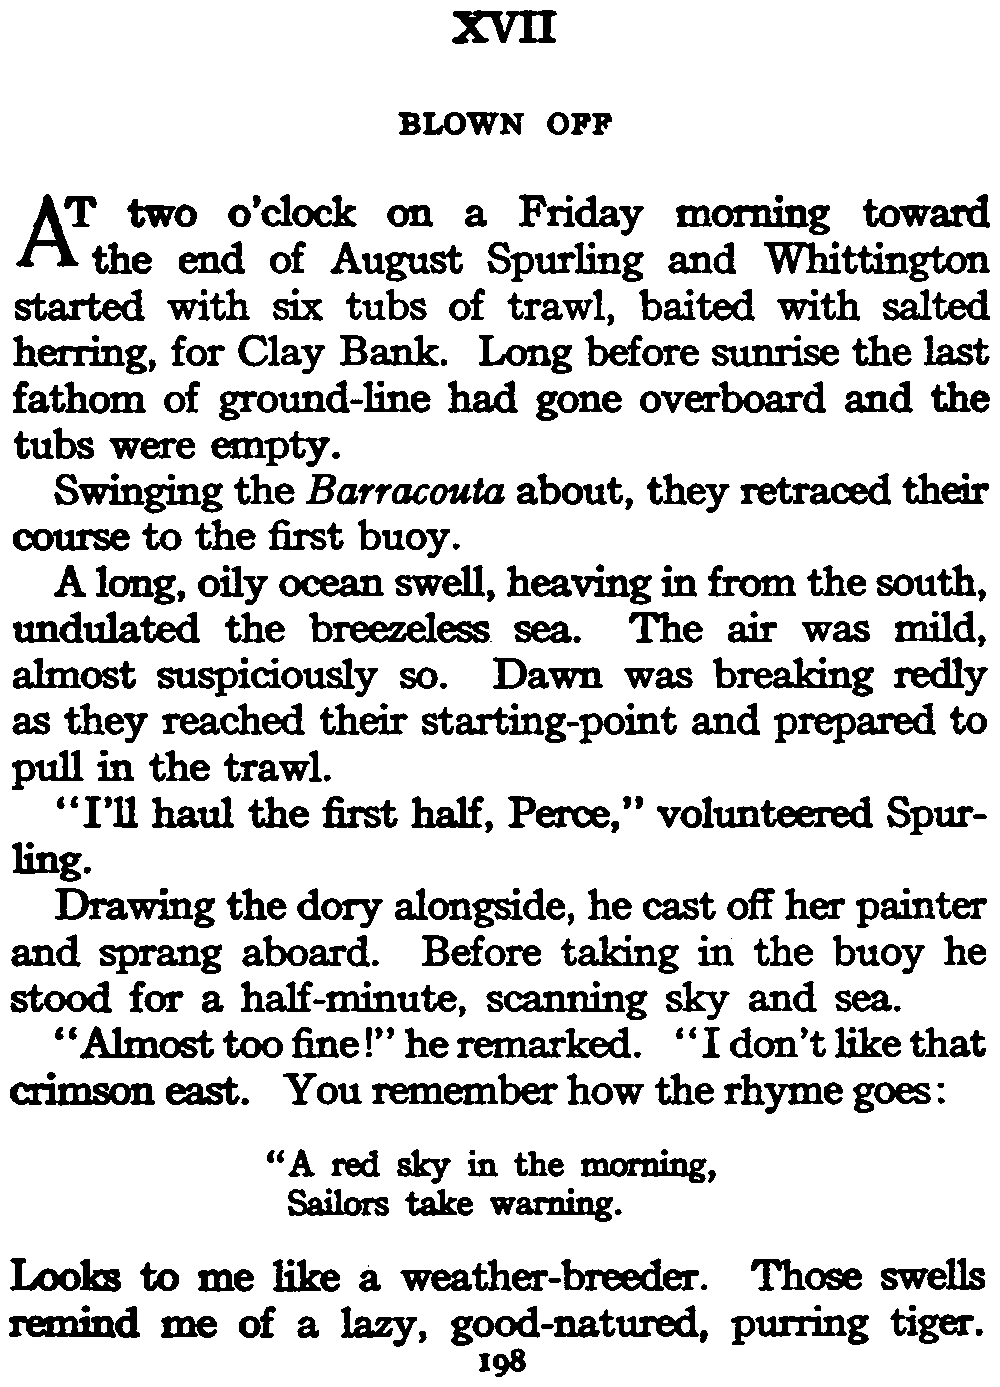 XVII
BLOWN OFF
AT two o'clock on a Friday morning toward
the end of August Spurling and Whittington
started with six tubs of trawl, baited with salted
herring, for Clay Bank. Long before sunrise the last
fathom of ground-line had gone overboard and the
tubs were empty.
Swinging the Barracouta about, they retraced their
course to the first buoy.
A long, oily ocean swell, heaving in from the south,
undulated the breezeless sea. The air was mild,
almost suspiciously so. Dawn was breaking redly
as they reached their starting-point and prepared to
pull in the trawl.
"I'll haul the first half, Perce," volunteered Spur-
ling.
Drawing the dory alongside, he cast off her painter
and sprang aboard. Before taking in the buoy he
stood for a half-minute, scanning sky and sea.
"Almost too fine!" he remarked. "I don't like that
crimson east. You remember how the rhyme goes:
"A red sky in the morning,
Sailors take warning.
Looks to me like a weather-breeder. Those swells
remind me of a lazy, good-natured, purring tiger.
198